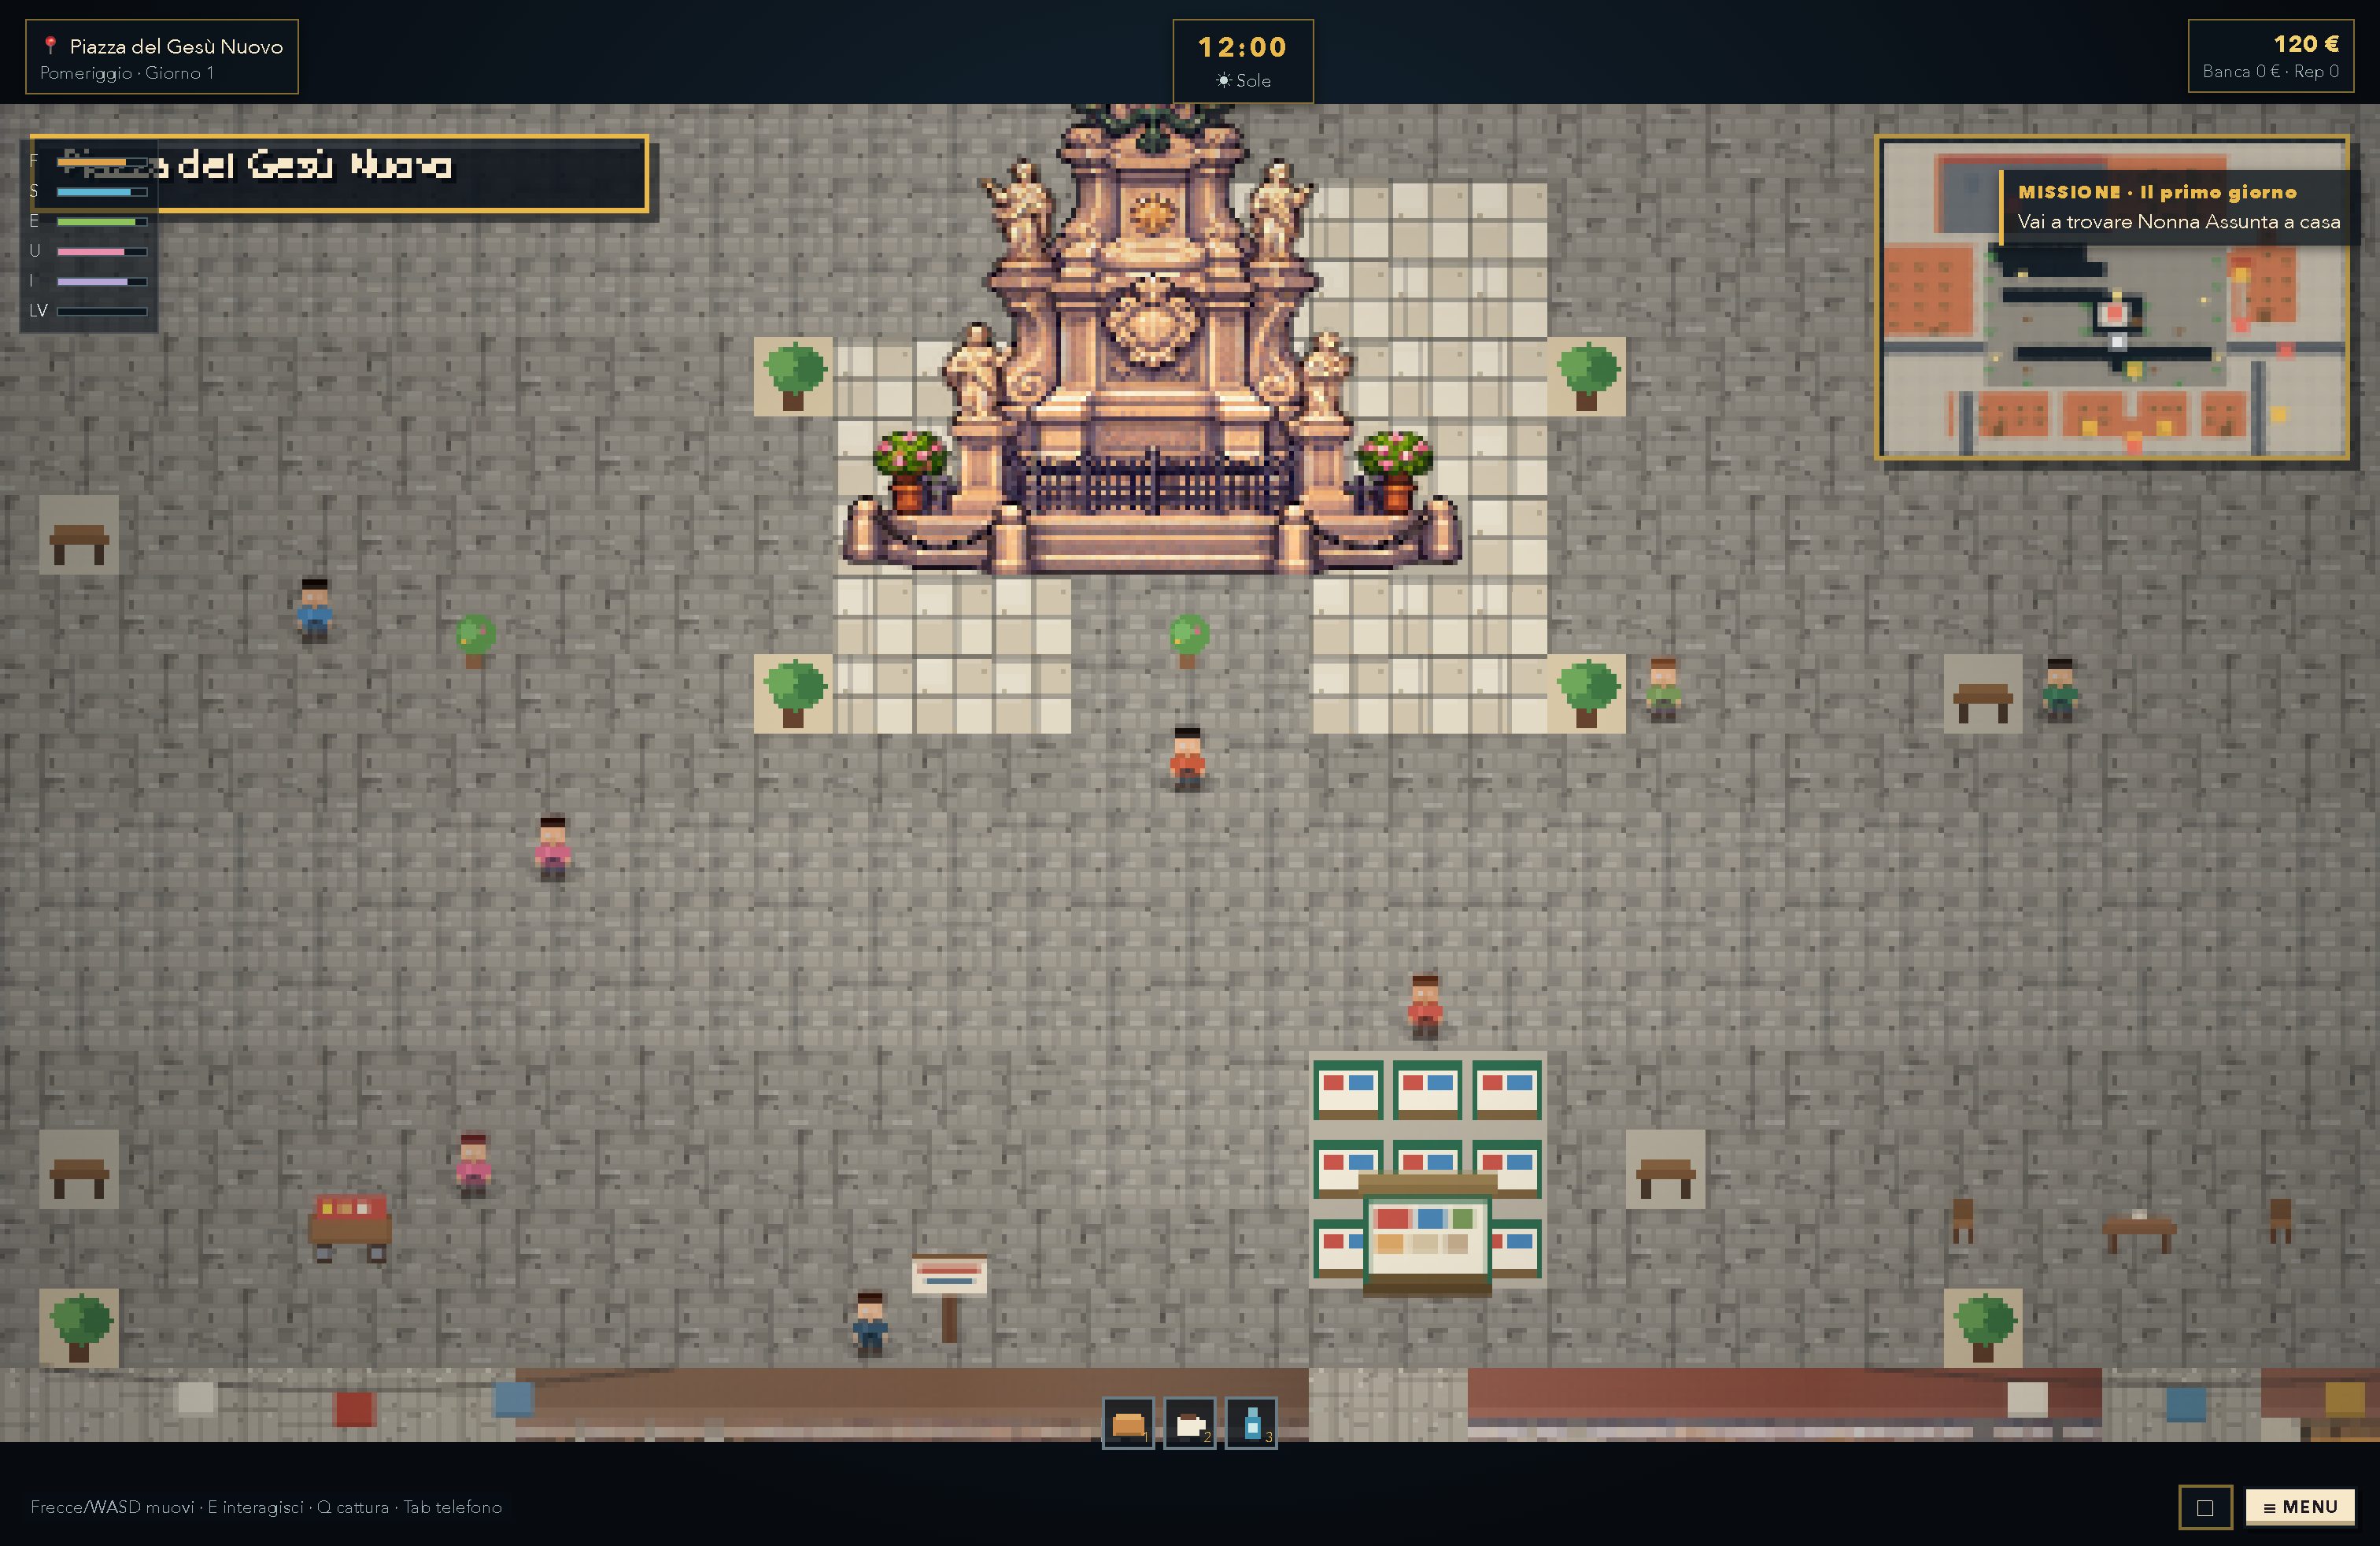 📍 Piazza del Gesù Nuovo
Pomeriggio · Giorno 1
12:00
☀ Sole
120 €
Banca 0 € · Rep 0
del Gesù Nuovo
F
S
E
U
I
LV
MISSIONE · Il primo giorno
Vai a trovare Nonna Assunta a casa
1
2
3
Frecce/WASD muovi · E interagisci · Q cattura · Tab telefono
≡ MENU